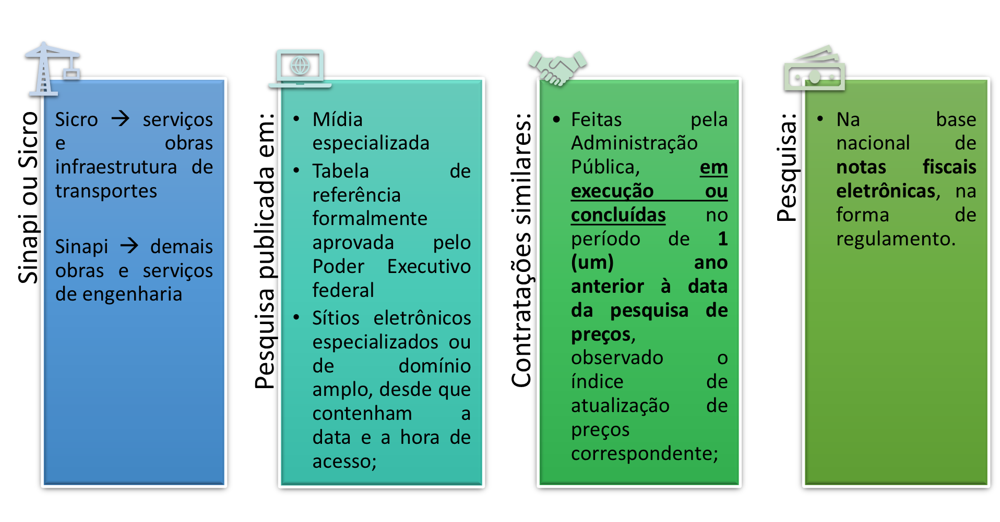 Sinapi ou Sicro
Sicro → serviços
e obras
infraestrutura de
transportes
Sinapi → demais
obras e serviços
de engenharia
Pesquisa publicada em:
• Mídia
especializada
• Tabela de
referência
formalmente
aprovada pelo
Poder Executivo
federal
• Sítios eletrônicos
especializados ou
de domínio
amplo, desde que
contenham a
data e a hora de
acesso;
Contratações similares:
• Feitas pela
Administração
Pública, em
execução ou
concluídas no
período de 1
(um) ano
anterior à data
da pesquisa de
preços,
observado o
índice de
atualização de
preços
correspondente;
Pesquisa:
• Na base
nacional de
notas fiscais
eletrônicas, na
forma de
regulamento.